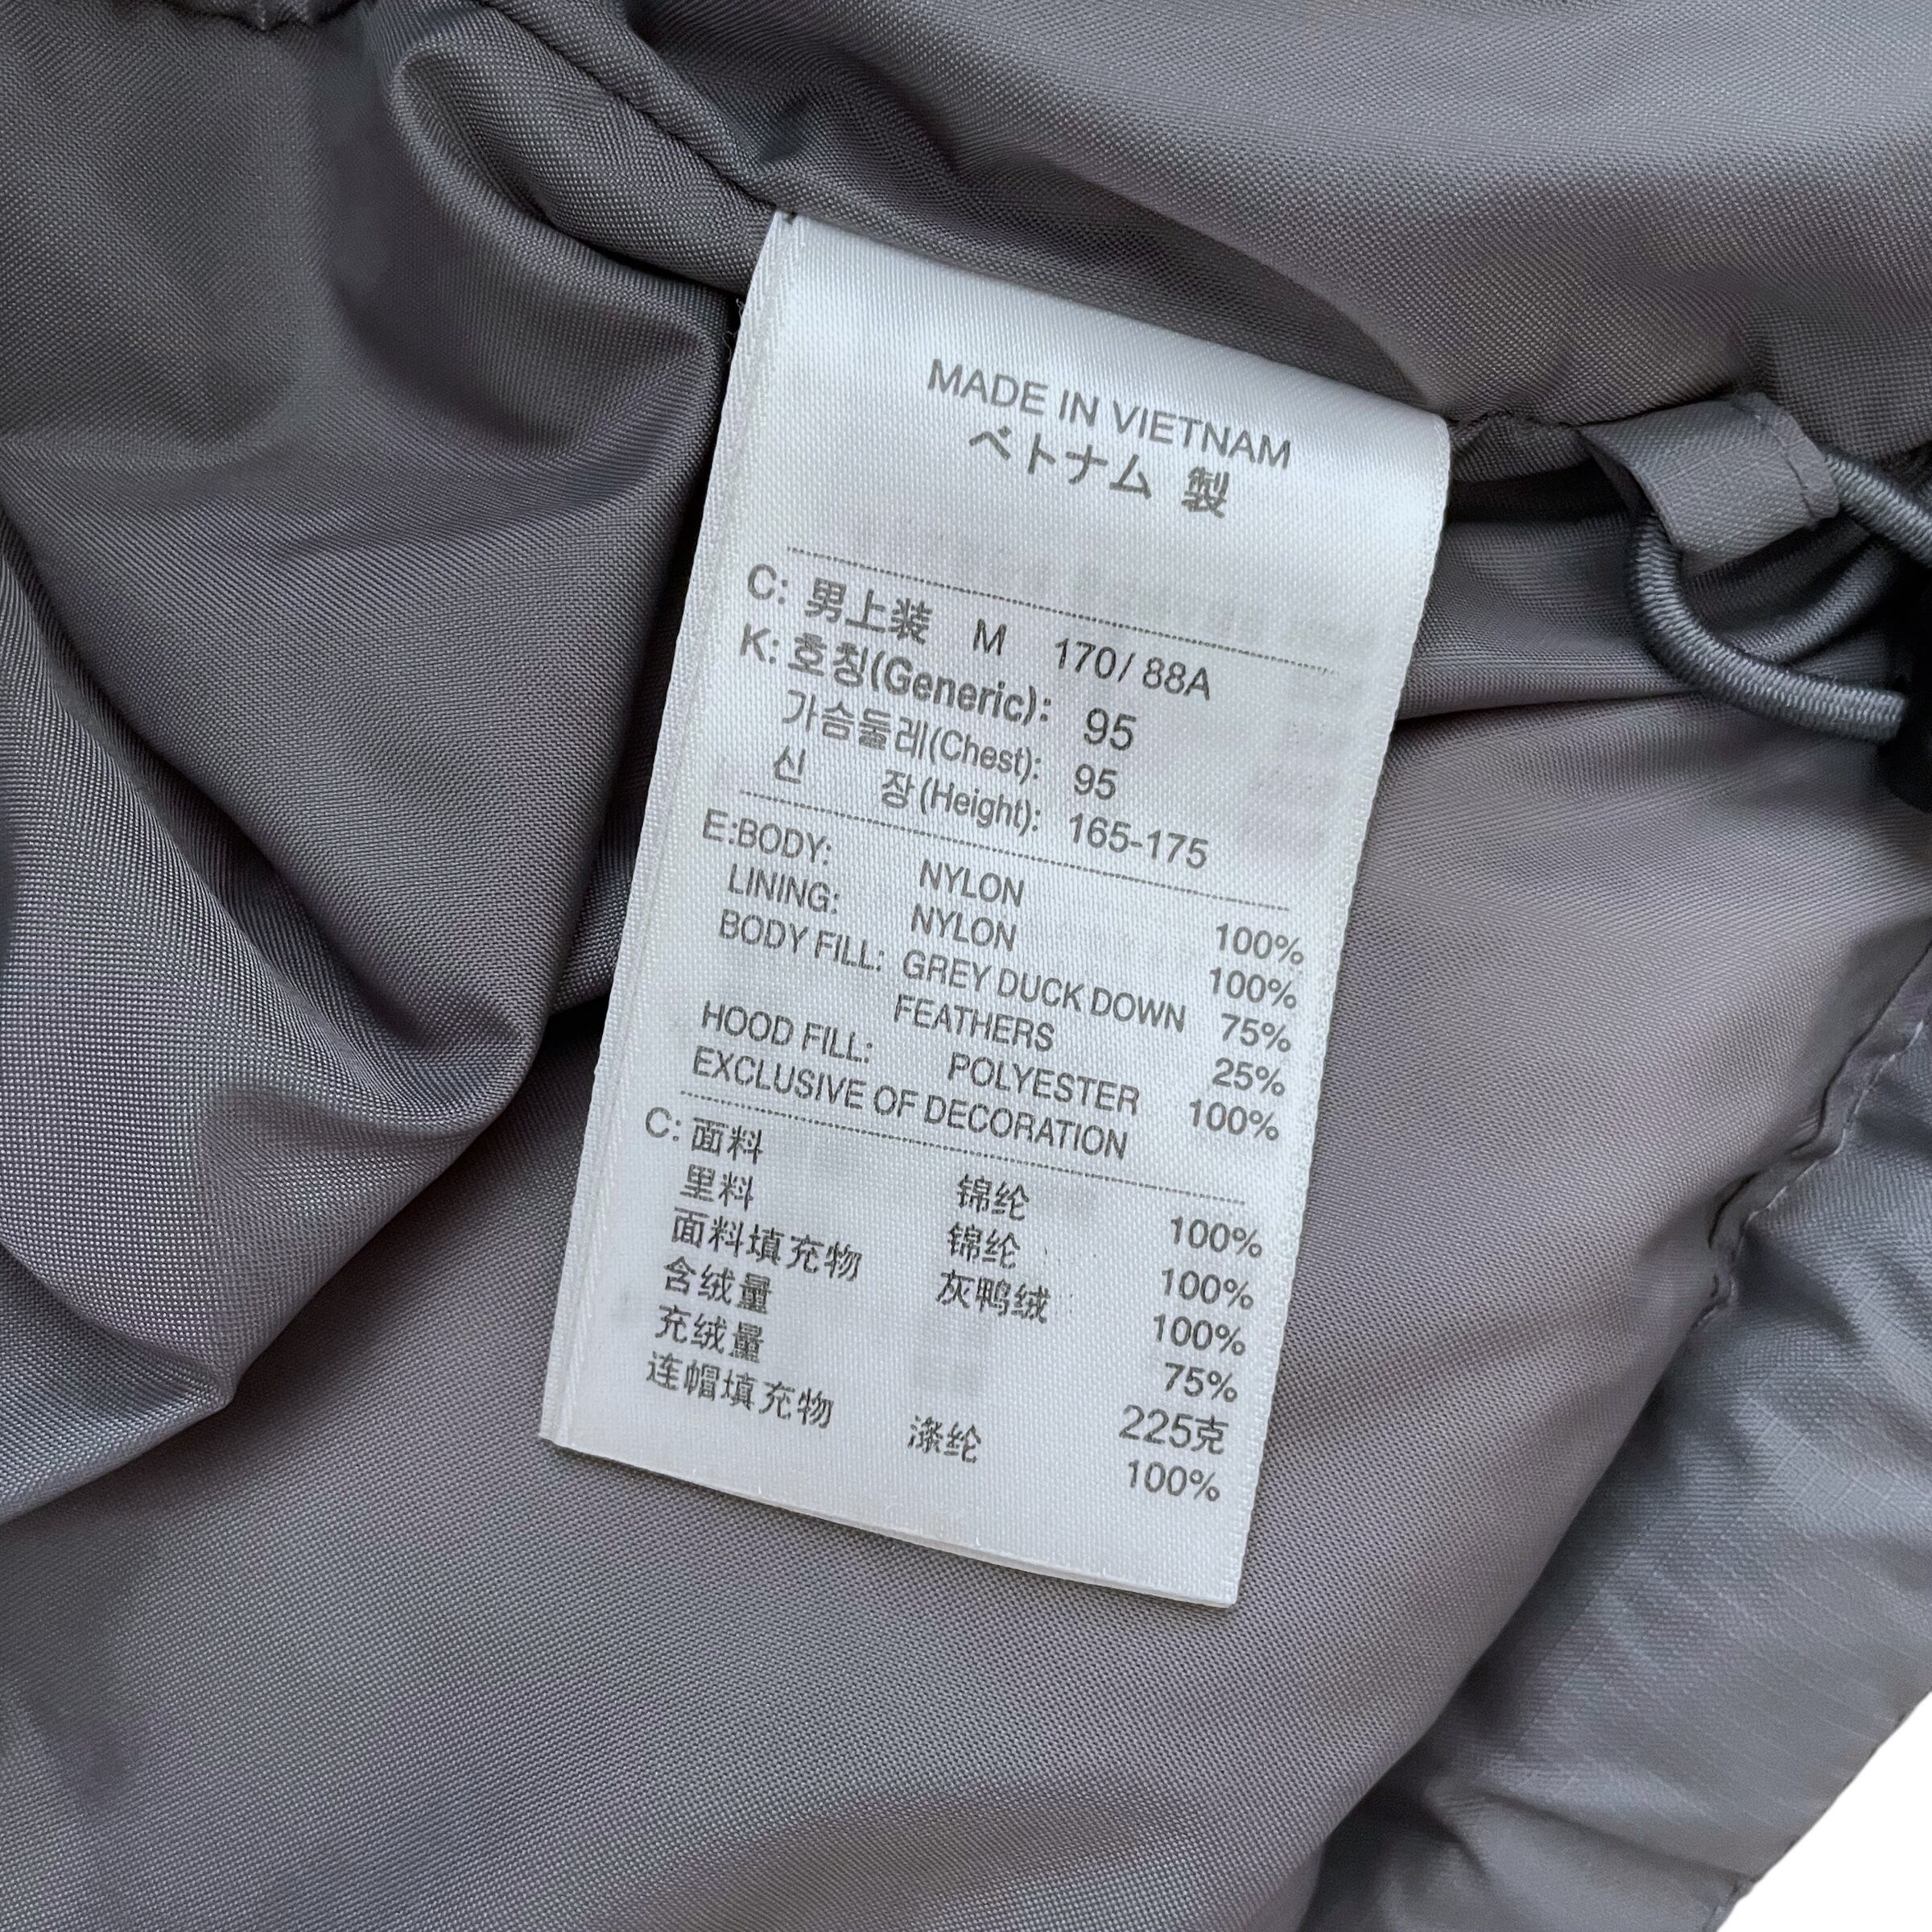 MADE IN VIETNAM
ベトナム 製
C: 男上装 M 170/ 88A
K: 호칭(Generic): 95
가슴둘레(Chest): 95
신 장(Height): 165-175
E:BODY: NYLON 100%
LINING: NYLON 100%
BODY FILL: GREY DUCK DOWN 75%
FEATHERS 25%
HOOD FILL: POLYESTER 100%
EXCLUSIVE OF DECORATION
C: 面料 锦纶 100%
里料 锦纶 100%
面料填充物 灰鸭绒 100%
含绒量 75%
充绒量 225克
连帽填充物 涤纶 100%